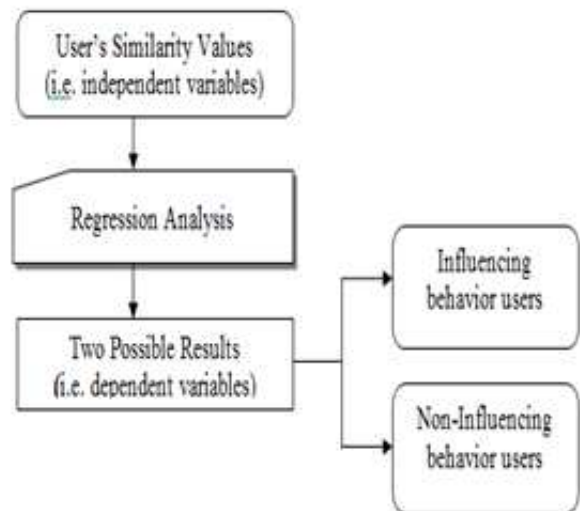 User's Similarity Values
(i.e. independent variables)
Regression Analysis
Two Possible Results
(i.e. dependent variables)
Influencing
behavior users
Non-Influencing
behavior users